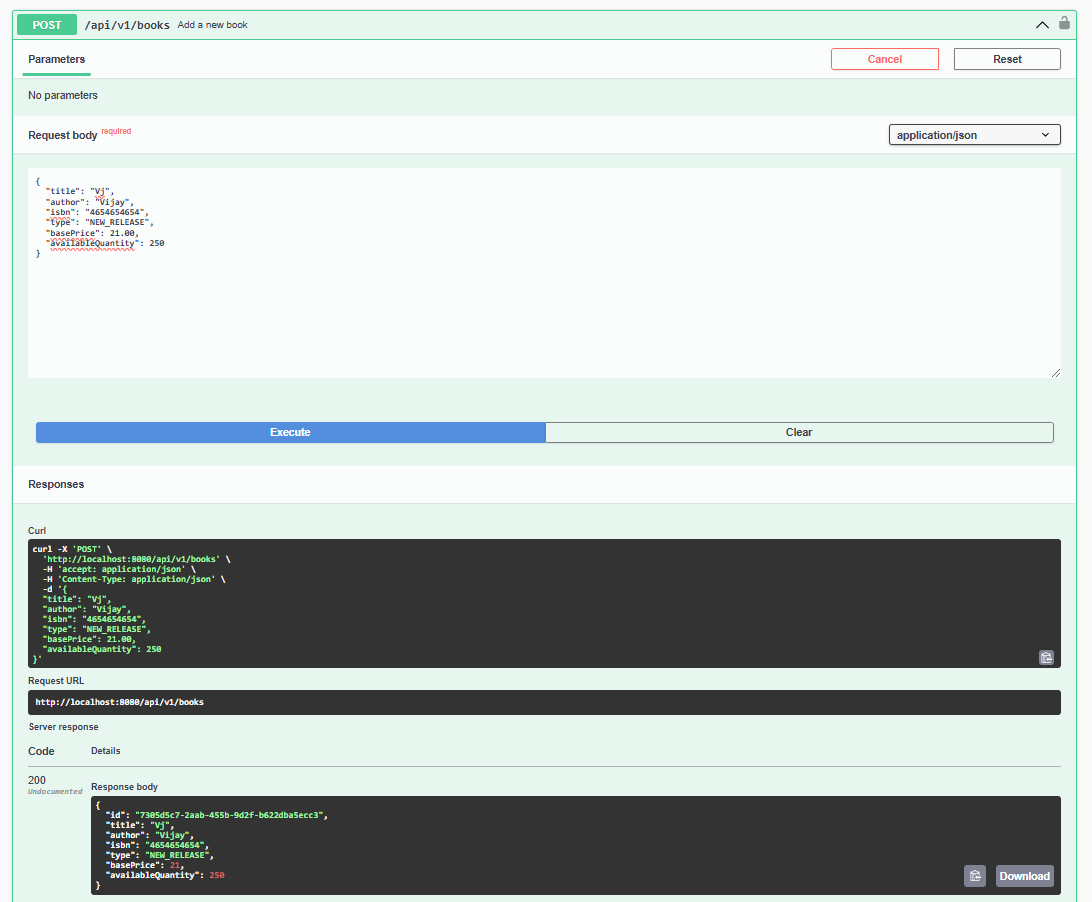 POST /api/v1/books Add a new book
Parameters
Cancel
Reset
No parameters
Request body required
application/json
{
  "title": "Vj",
  "author": "Vijay",
  "isbn": "4654654654",
  "type": "NEW_RELEASE",
  "basePrice": 21.00,
  "availableQuantity": 250
}
Execute
Clear
Responses
Curl
curl -X 'POST' \
  'http://localhost:8080/api/v1/books' \
  -H 'accept: application/json' \
  -H 'Content-Type: application/json' \
  -d '{
  "title": "Vj",
  "author": "Vijay",
  "isbn": "4654654654",
  "type": "NEW_RELEASE",
  "basePrice": 21.00,
  "availableQuantity": 250
}'
Request URL
http://localhost:8080/api/v1/books
Server response
Code Details
200
Undocumented
Response body
{
  "id": "7305d5c7-2aab-455b-9d2f-b622dba5ecc3",
  "title": "Vj",
  "author": "Vijay",
  "isbn": "4654654654",
  "type": "NEW_RELEASE",
  "basePrice": 21,
  "availableQuantity": 250
}
Download